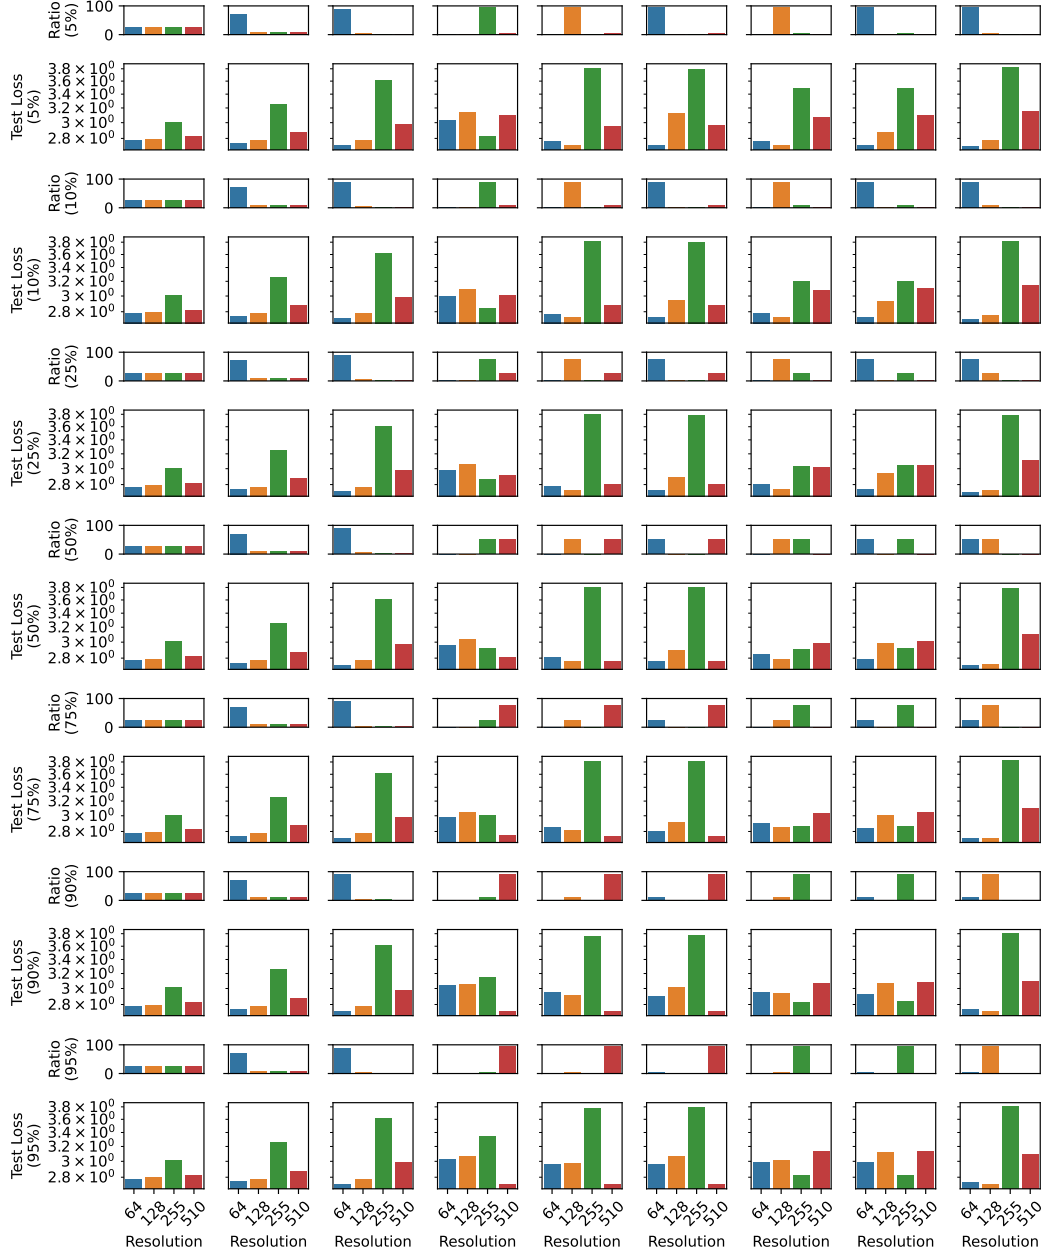 Ratio
(5%)
100
0
Test Loss
(5%)
3.8 × 10⁰
3.6 × 10⁰
3.4 × 10⁰
3.2 × 10⁰
3 × 10⁰
2.8 × 10⁰
Ratio
(10%)
100
0
Test Loss
(10%)
3.8 × 10⁰
3.6 × 10⁰
3.4 × 10⁰
3.2 × 10⁰
3 × 10⁰
2.8 × 10⁰
Ratio
(25%)
100
0
Test Loss
(25%)
3.8 × 10⁰
3.6 × 10⁰
3.4 × 10⁰
3.2 × 10⁰
3 × 10⁰
2.8 × 10⁰
Ratio
(50%)
100
0
Test Loss
(50%)
3.8 × 10⁰
3.6 × 10⁰
3.4 × 10⁰
3.2 × 10⁰
3 × 10⁰
2.8 × 10⁰
Ratio
(75%)
100
0
Test Loss
(75%)
3.8 × 10⁰
3.6 × 10⁰
3.4 × 10⁰
3.2 × 10⁰
3 × 10⁰
2.8 × 10⁰
Ratio
(90%)
100
0
Test Loss
(90%)
3.8 × 10⁰
3.6 × 10⁰
3.4 × 10⁰
3.2 × 10⁰
3 × 10⁰
2.8 × 10⁰
Ratio
(95%)
100
0
Test Loss
(95%)
3.8 × 10⁰
3.6 × 10⁰
3.4 × 10⁰
3.2 × 10⁰
3 × 10⁰
2.8 × 10⁰
64 128 255 510 64 128 255 510 64 128 255 510 64 128 255 510 64 128 255 510 64 128 255 510 64 128 255 510 64 128 255 510 64 128 255 510
Resolution Resolution Resolution Resolution Resolution Resolution Resolution Resolution Resolution